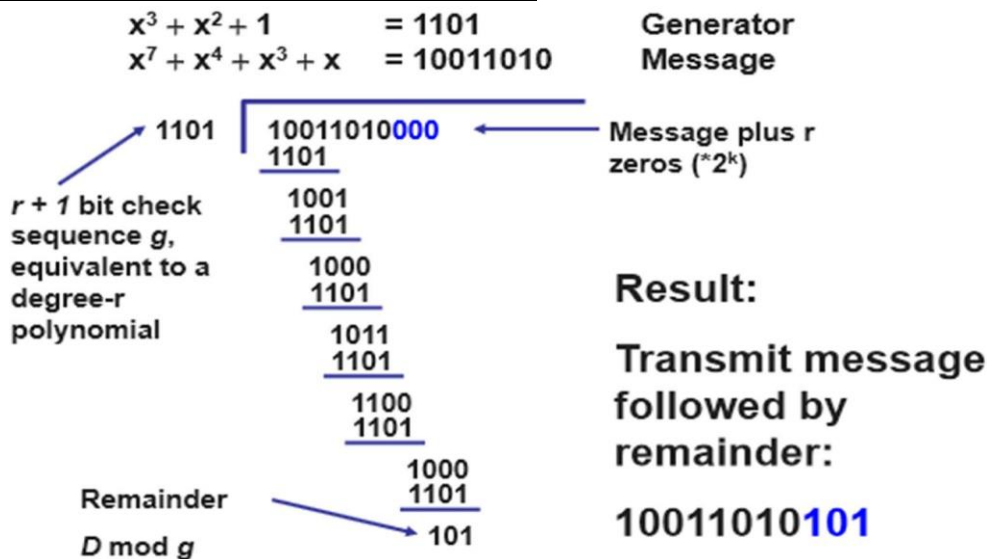 x³ + x² + 1 = 1101 Generator
x⁷ + x⁴ + x³ + x = 10011010 Message
1101 10011010000 Message plus r
zeros (*2ᵏ)
1101
r + 1 bit check
sequence g,
equivalent to a
degree-r
polynomial
1001
1101
1000
1101
1011
1101
1100
1101
1000
1101
101
Remainder
D mod g
Result:
Transmit message
followed by
remainder:
10011010101